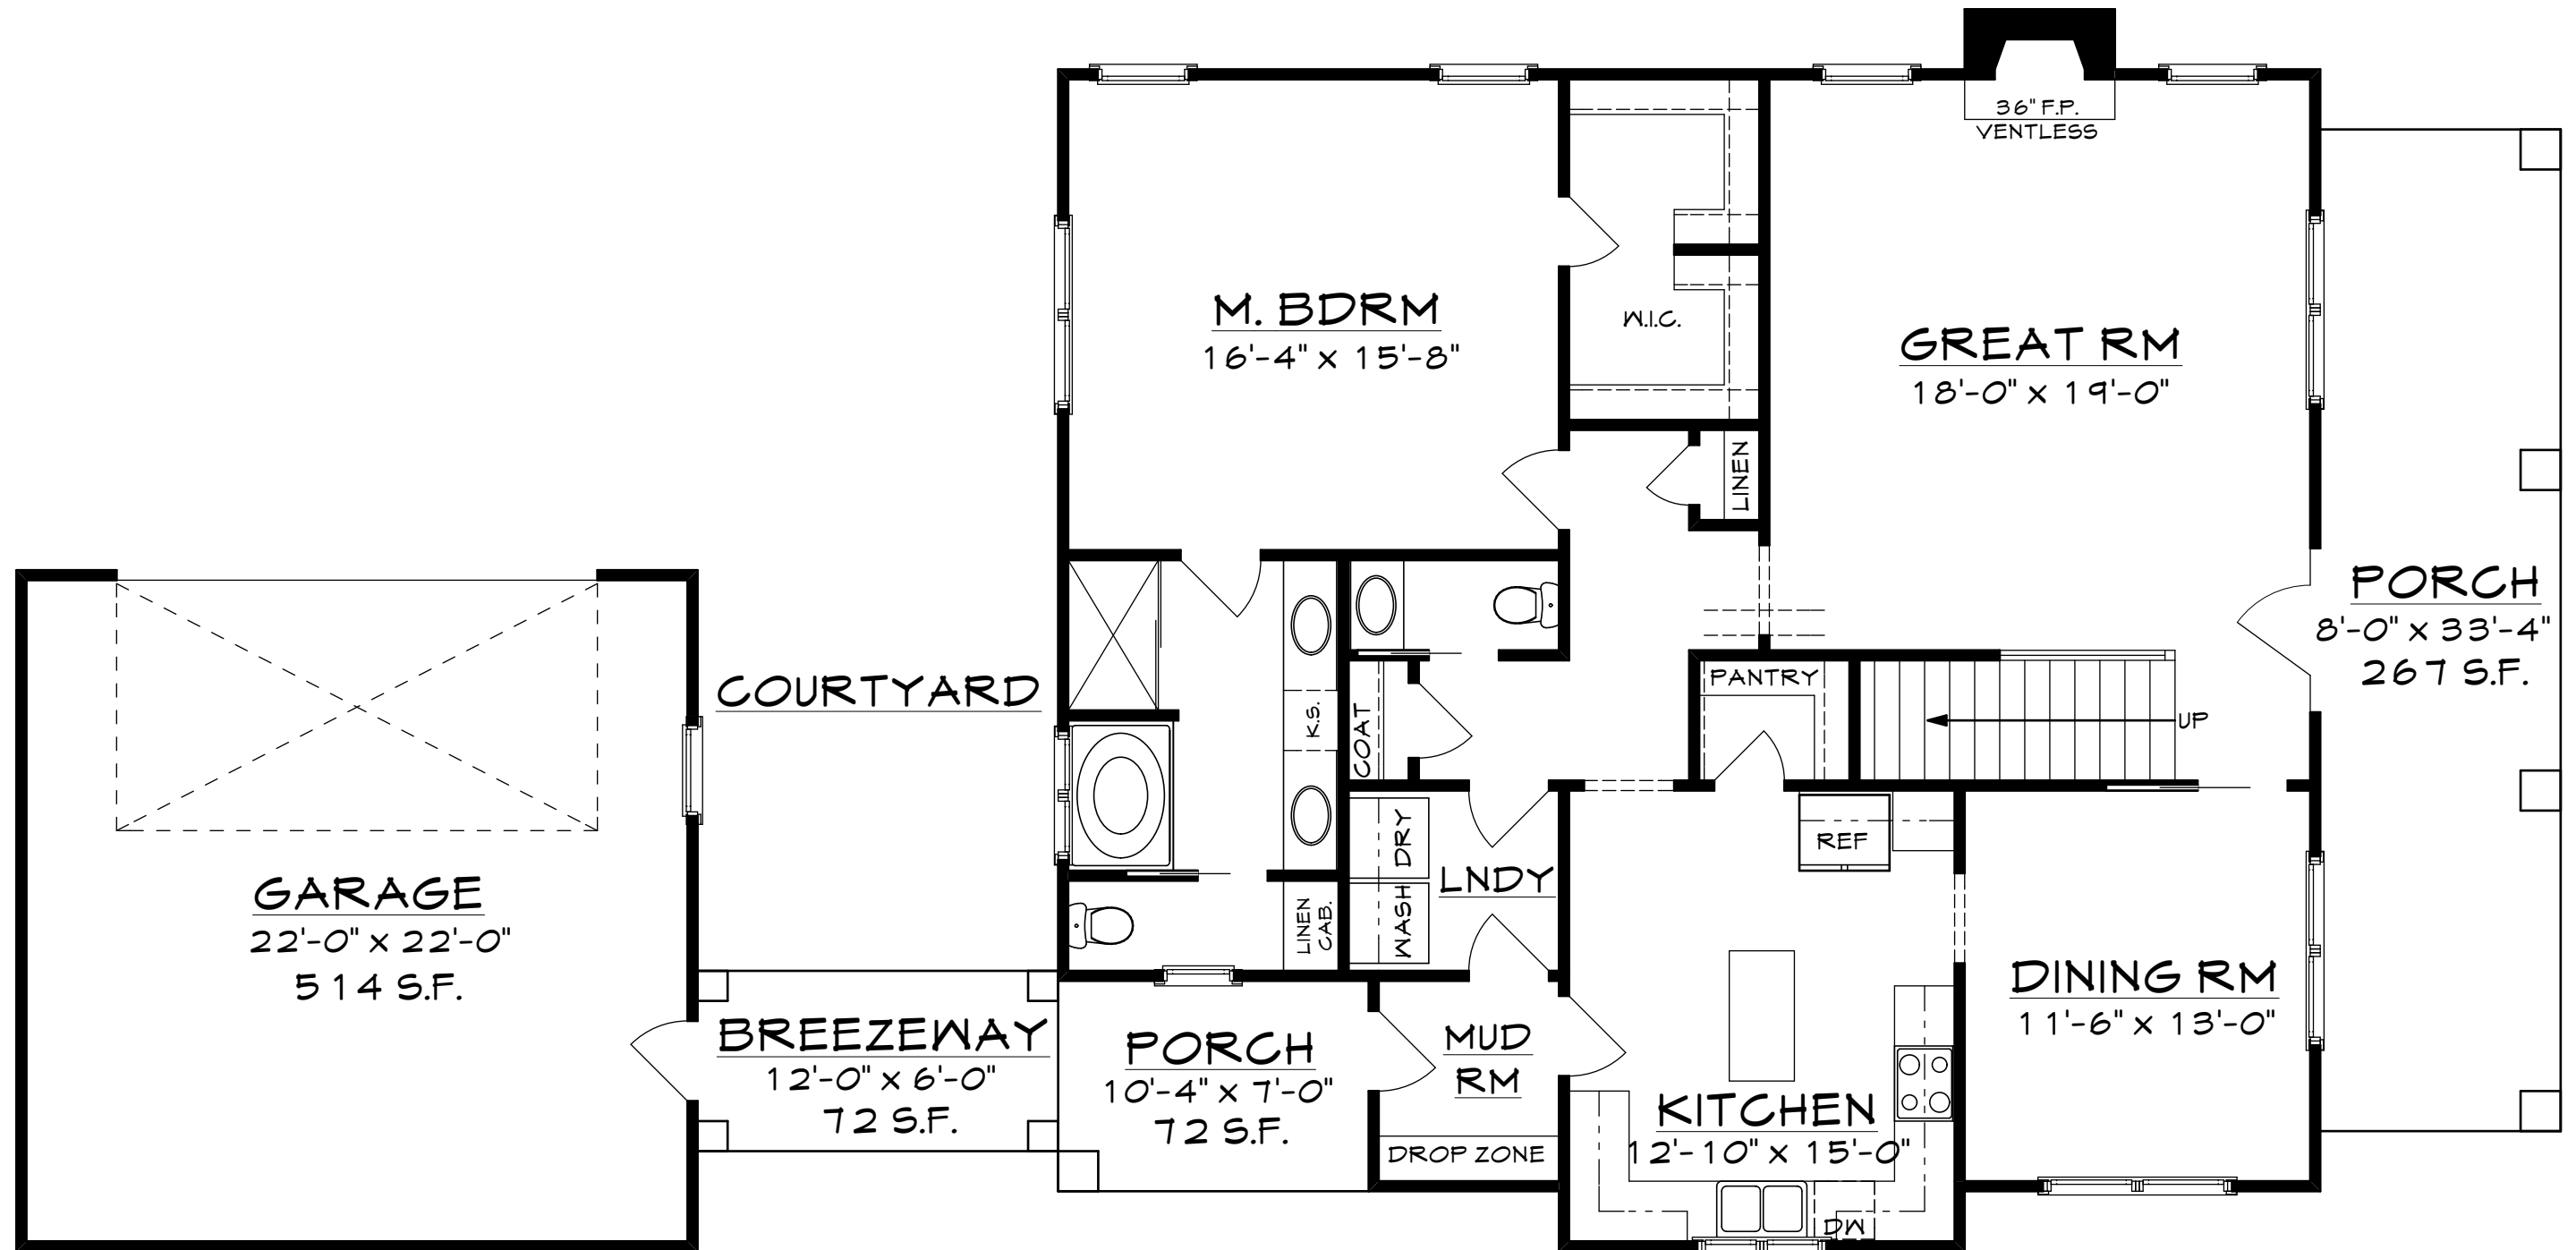 36" F.P.
VENTLESS
M. BDRM
16'-4" x 15'-8"
W.I.C.
GREAT RM
18'-0" x 19'-0"
LINEN
PORCH
8'-0" x 33'-4"
267 S.F.
COURTYARD
K.S.
COAT
PANTRY
UP
GARAGE
22'-0" x 22'-0"
514 S.F.
DRY
WASH
LNDY
REF
LINEN
CAB.
DINING RM
11'-6" x 13'-0"
BREEZEWAY
12'-0" x 6'-0"
72 S.F.
PORCH
10'-4" x 7'-0"
72 S.F.
MUD
RM
DROP ZONE
KITCHEN
12'-10" x 15'-0"
DW